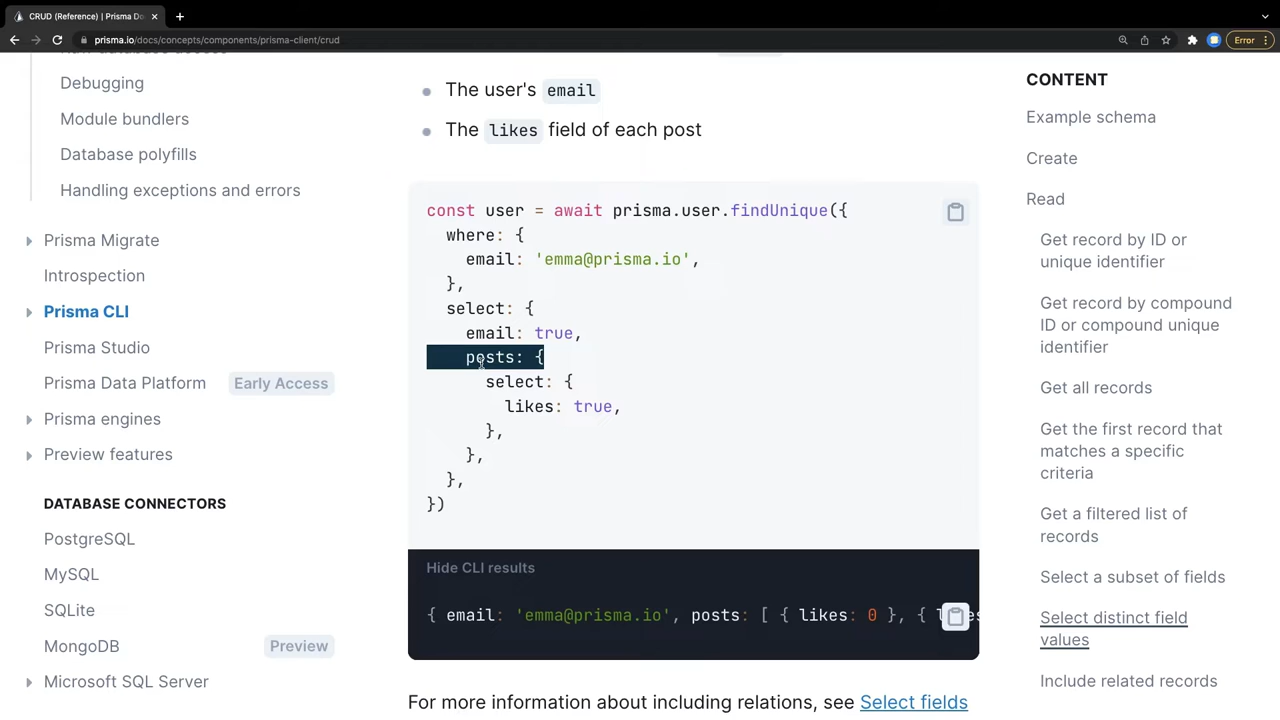 CRUD (Reference) | Prisma Do
prisma.io/docs/concepts/components/prisma-client/crud
Error
Debugging
Module bundlers
Database polyfills
Handling exceptions and errors
Prisma Migrate
Introspection
Prisma CLI
Prisma Studio
Prisma Data Platform Early Access
Prisma engines
Preview features
DATABASE CONNECTORS
PostgreSQL
MySQL
SQLite
MongoDB Preview
Microsoft SQL Server
The user's email
The likes field of each post
const user = await prisma.user.findUnique({
where: {
email: 'emma@prisma.io',
},
select: {
email: true,
posts: {
select: {
likes: true,
},
},
},
})
Hide CLI results
{ email: 'emma@prisma.io', posts: [ { likes: 0 }, {
For more information about including relations, see Select fields
CONTENT
Example schema
Create
Read
Get record by ID or
unique identifier
Get record by compound
ID or compound unique
identifier
Get all records
Get the first record that
matches a specific
criteria
Get a filtered list of
records
Select a subset of fields
Select distinct field
values
Include related records